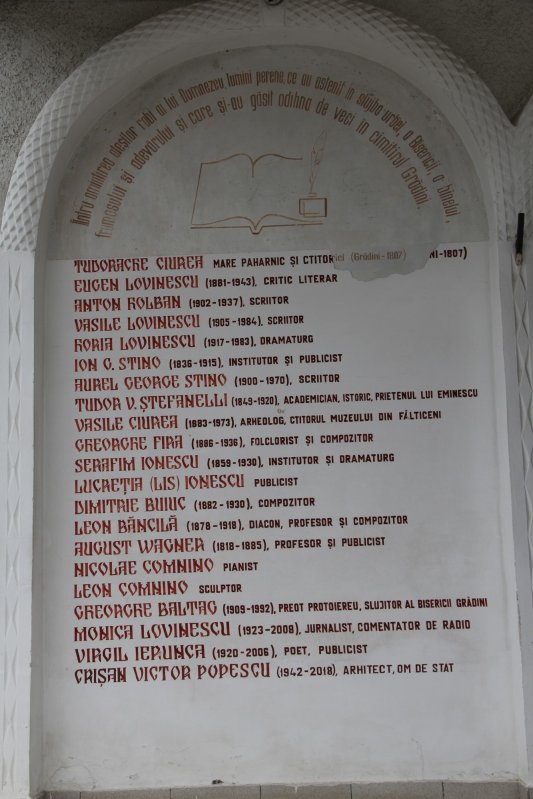 Întru amintirea aleșilor robi ai lui Dumnezeu, lumini perene, ce au ostenit în slujba urbei, a Bisericii, a binelui,
frumosului și adevărului și care și-au găsit odihna de veci în cimitirul Grădini.
TUDORACHE CIUREA MARE PAHARNIC ȘI CTITOR (Grădini-1807) NI-1807)
EUGEN LOVINESCU (1881-1943), CRITIC LITERAR
ANTON HOLBAN (1902-1937), SCRIITOR
VASILE LOVINESCU (1905-1984), SCRIITOR
HORIA LOVINESCU (1917-1983), DRAMATURG
ION G. STINO (1836-1915), INSTITUTOR ȘI PUBLICIST
AUREL GEORGE STINO (1900-1970), SCRIITOR
TUDOR V. ȘTEFANELLI (1849-1920), ACADEMICIAN, ISTORIC, PRIETENUL LUI EMINESCU
VASILE CIUREA (1883-1973), ARHEOLOG, CTITORUL MUZEULUI DIN FĂLTICENI
GHEORGHE FIRA (1886-1936), FOLCLORIST ȘI COMPOZITOR
SERAFIM IONESCU (1859-1930), INSTITUTOR ȘI DRAMATURG
LUCREȚIA (LIS) IONESCU PUBLICIST
DIMITRIE BUIUC (1882-1930), COMPOZITOR
LEON BĂNCILĂ (1878-1918), DIACON, PROFESOR ȘI COMPOZITOR
AUGUST WAGNER (1818-1885), PROFESOR ȘI PUBLICIST
NICOLAE COMNINO PIANIST
LEON COMNINO SCULPTOR
GHEORGHE BALTAG (1909-1992), PREOT PROTOIEREU, SLUJITOR AL BISERICII GRĂDINI
MONICA LOVINESCU (1923-2008), JURNALIST, COMENTATOR DE RADIO
VIRGIL IERUNCA (1920-2006), POET, PUBLICIST
CRIȘAN VICTOR POPESCU (1942-2018), ARHITECT, OM DE STAT